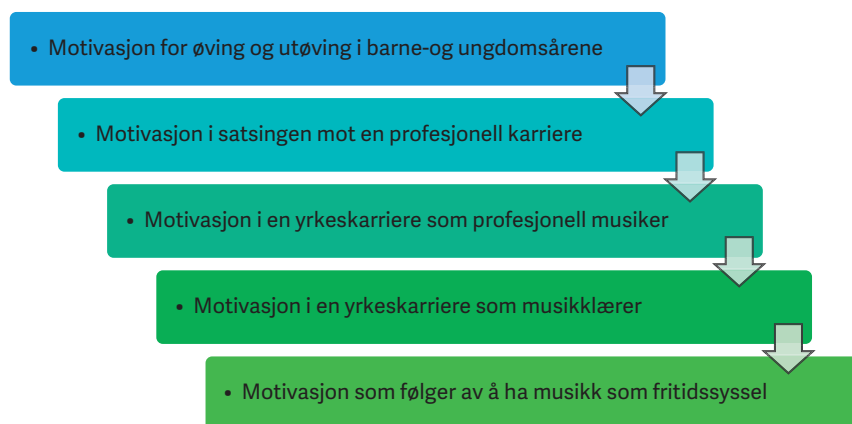 • Motivasjon for øving og utøving i barne-og ungdomsårene
• Motivasjon i satsingen mot en profesjonell karriere
• Motivasjon i en yrkeskarriere som profesjonell musiker
• Motivasjon i en yrkeskarriere som musikklærer
• Motivasjon som følger av å ha musikk som fritidssyssel